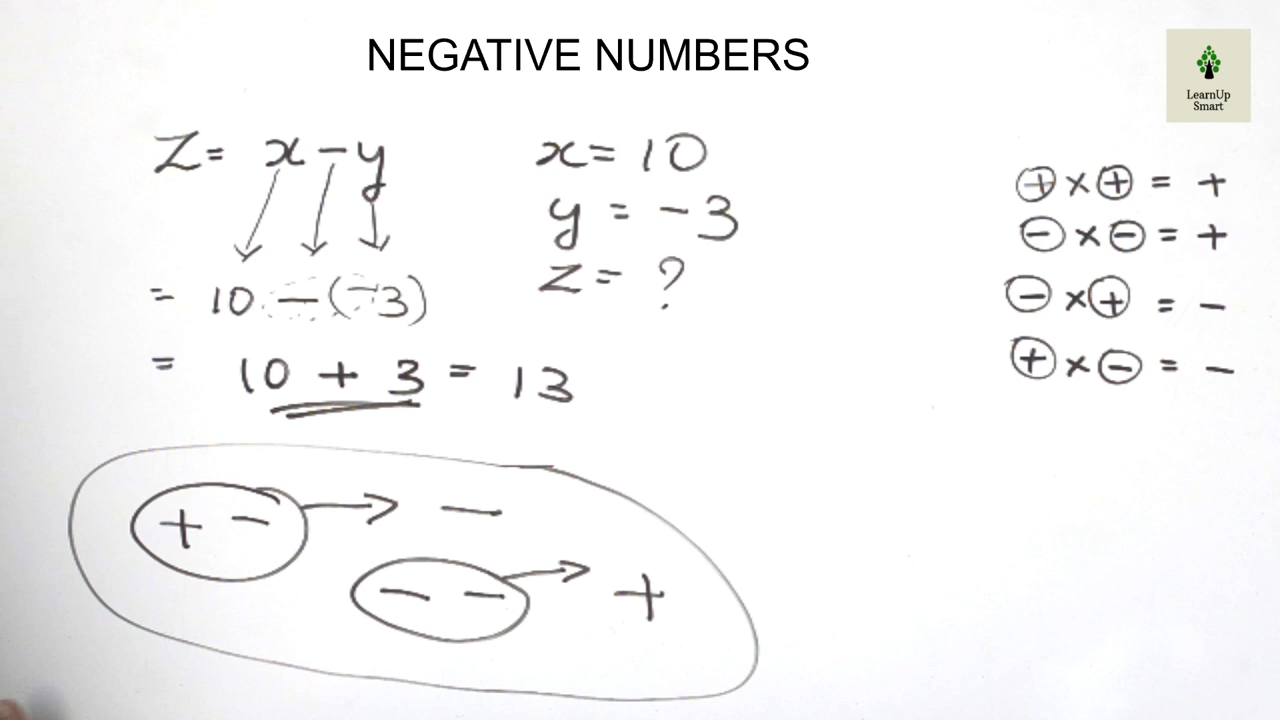 NEGATIVE NUMBERS
LearnUp
Smart
Z = x - y
x = 10
y = -3
z = ?
= 10 - (-3)
= 10 + 3 = 13
+ - → -
- - → +
+ × + = +
- × - = +
- × + = -
+ × - = -